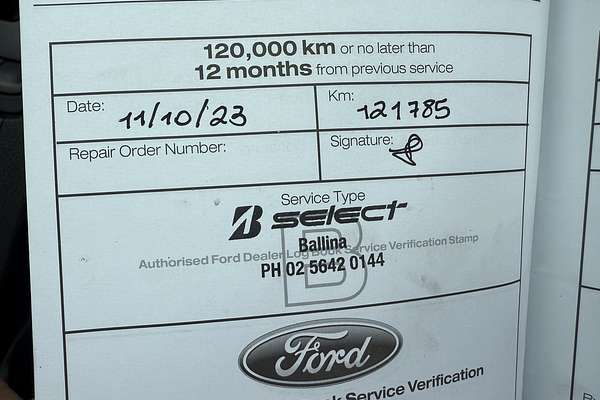 120,000 km or no later than
12 months from previous service
Date: 11/10/23
Km: 121785
Repair Order Number:
Signature:
Service Type
B SELECT
Ballina
Authorised Ford Dealer Log Book Service Verification Stamp
PH 02 5642 0144
B
Ford
Service Verification